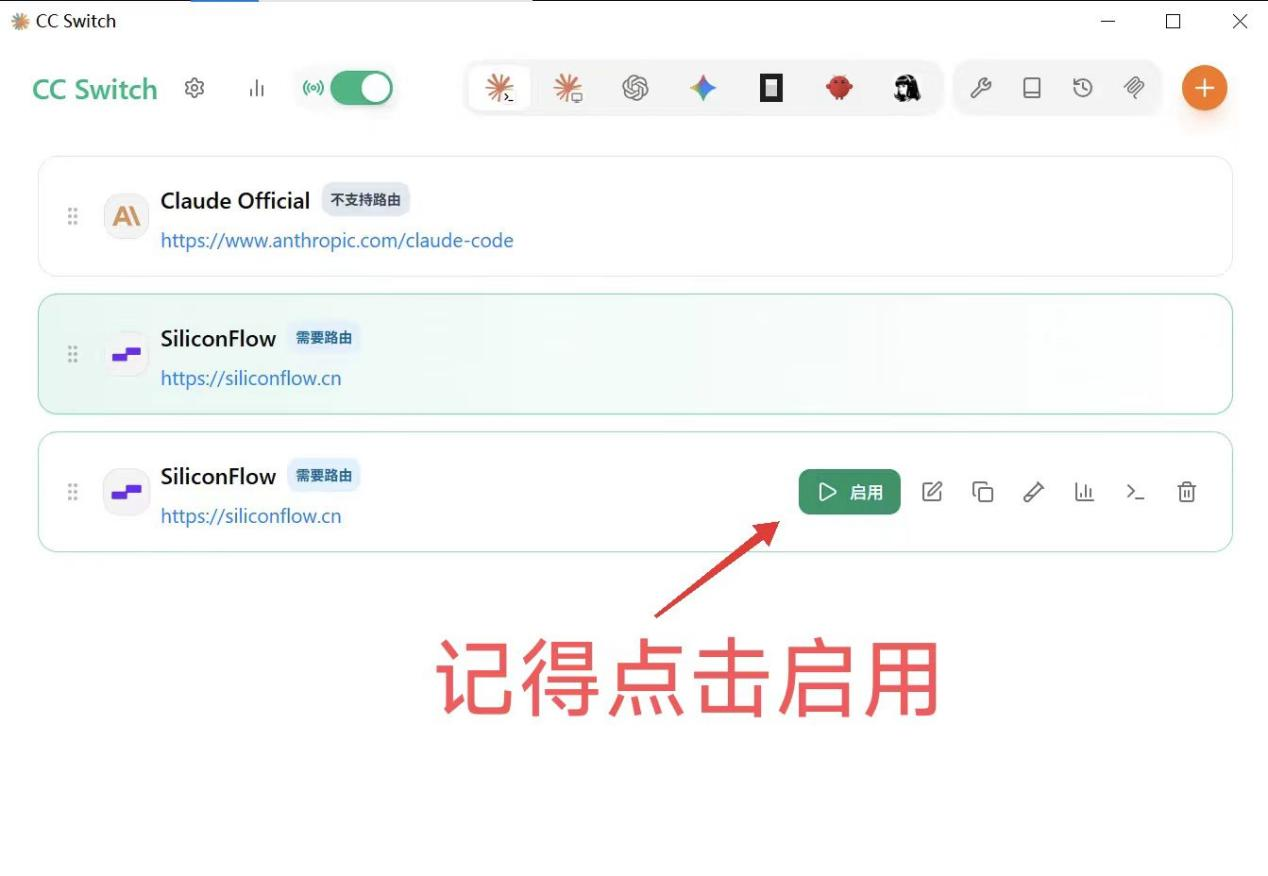 CC Switch
CC Switch
Claude Official 不支持路由
https://www.anthropic.com/claude-code
SiliconFlow 需要路由
https://siliconflow.cn
SiliconFlow 需要路由
https://siliconflow.cn
启用
记得点击启用